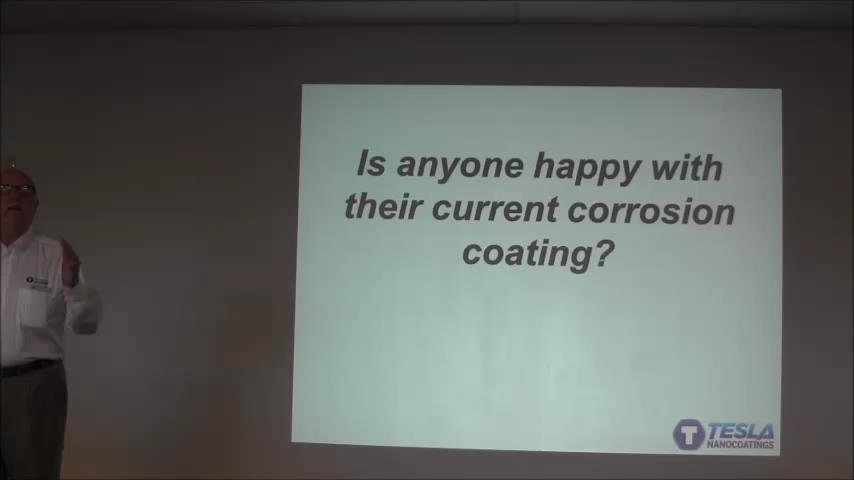 Is anyone happy with
their current corrosion
coating?
T TESLA
NANOCOATINGS